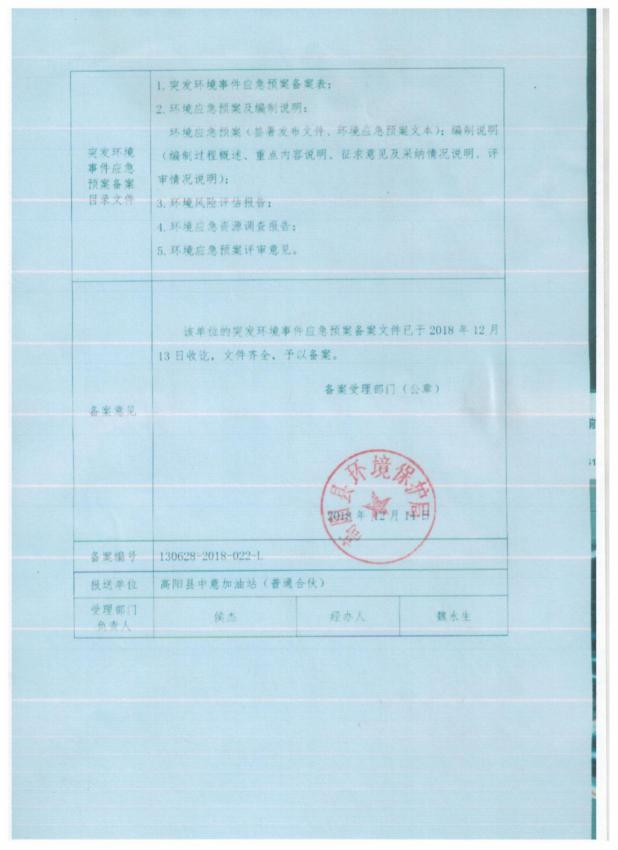 突发环境
事件应急
预案备案
目录文件
1.突发环境事件应急预案备案表;
2.环境应急预案及编制说明:
环境应急预案(签署发布文件、环境应急预案文本);编制说明
(编制过程概述、重点内容说明、征求意见及采纳情况说明、评
审情况说明);
3.环境风险评估报告;
4.环境应急资源调查报告;
5.环境应急预案评审意见。
备案意见
该单位的突发环境事件应急预案备案文件已于 2018 年 12 月
13 日收讫,文件齐全,予以备案。
备案受理部门(公章)
高阳县环境保护局
2018 年 12 月 14 日
备案编号 130628-2018-022-L
报送单位 高阳县中意加油站(普通合伙)
受理部门
负责人
侯杰 经办人 魏永生